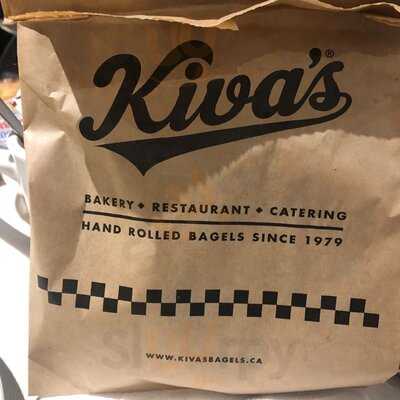 Kiva's®
BAKERY • RESTAURANT • CATERING
HAND ROLLED BAGELS SINCE 1979
WWW.KIVASBAGELS.CA